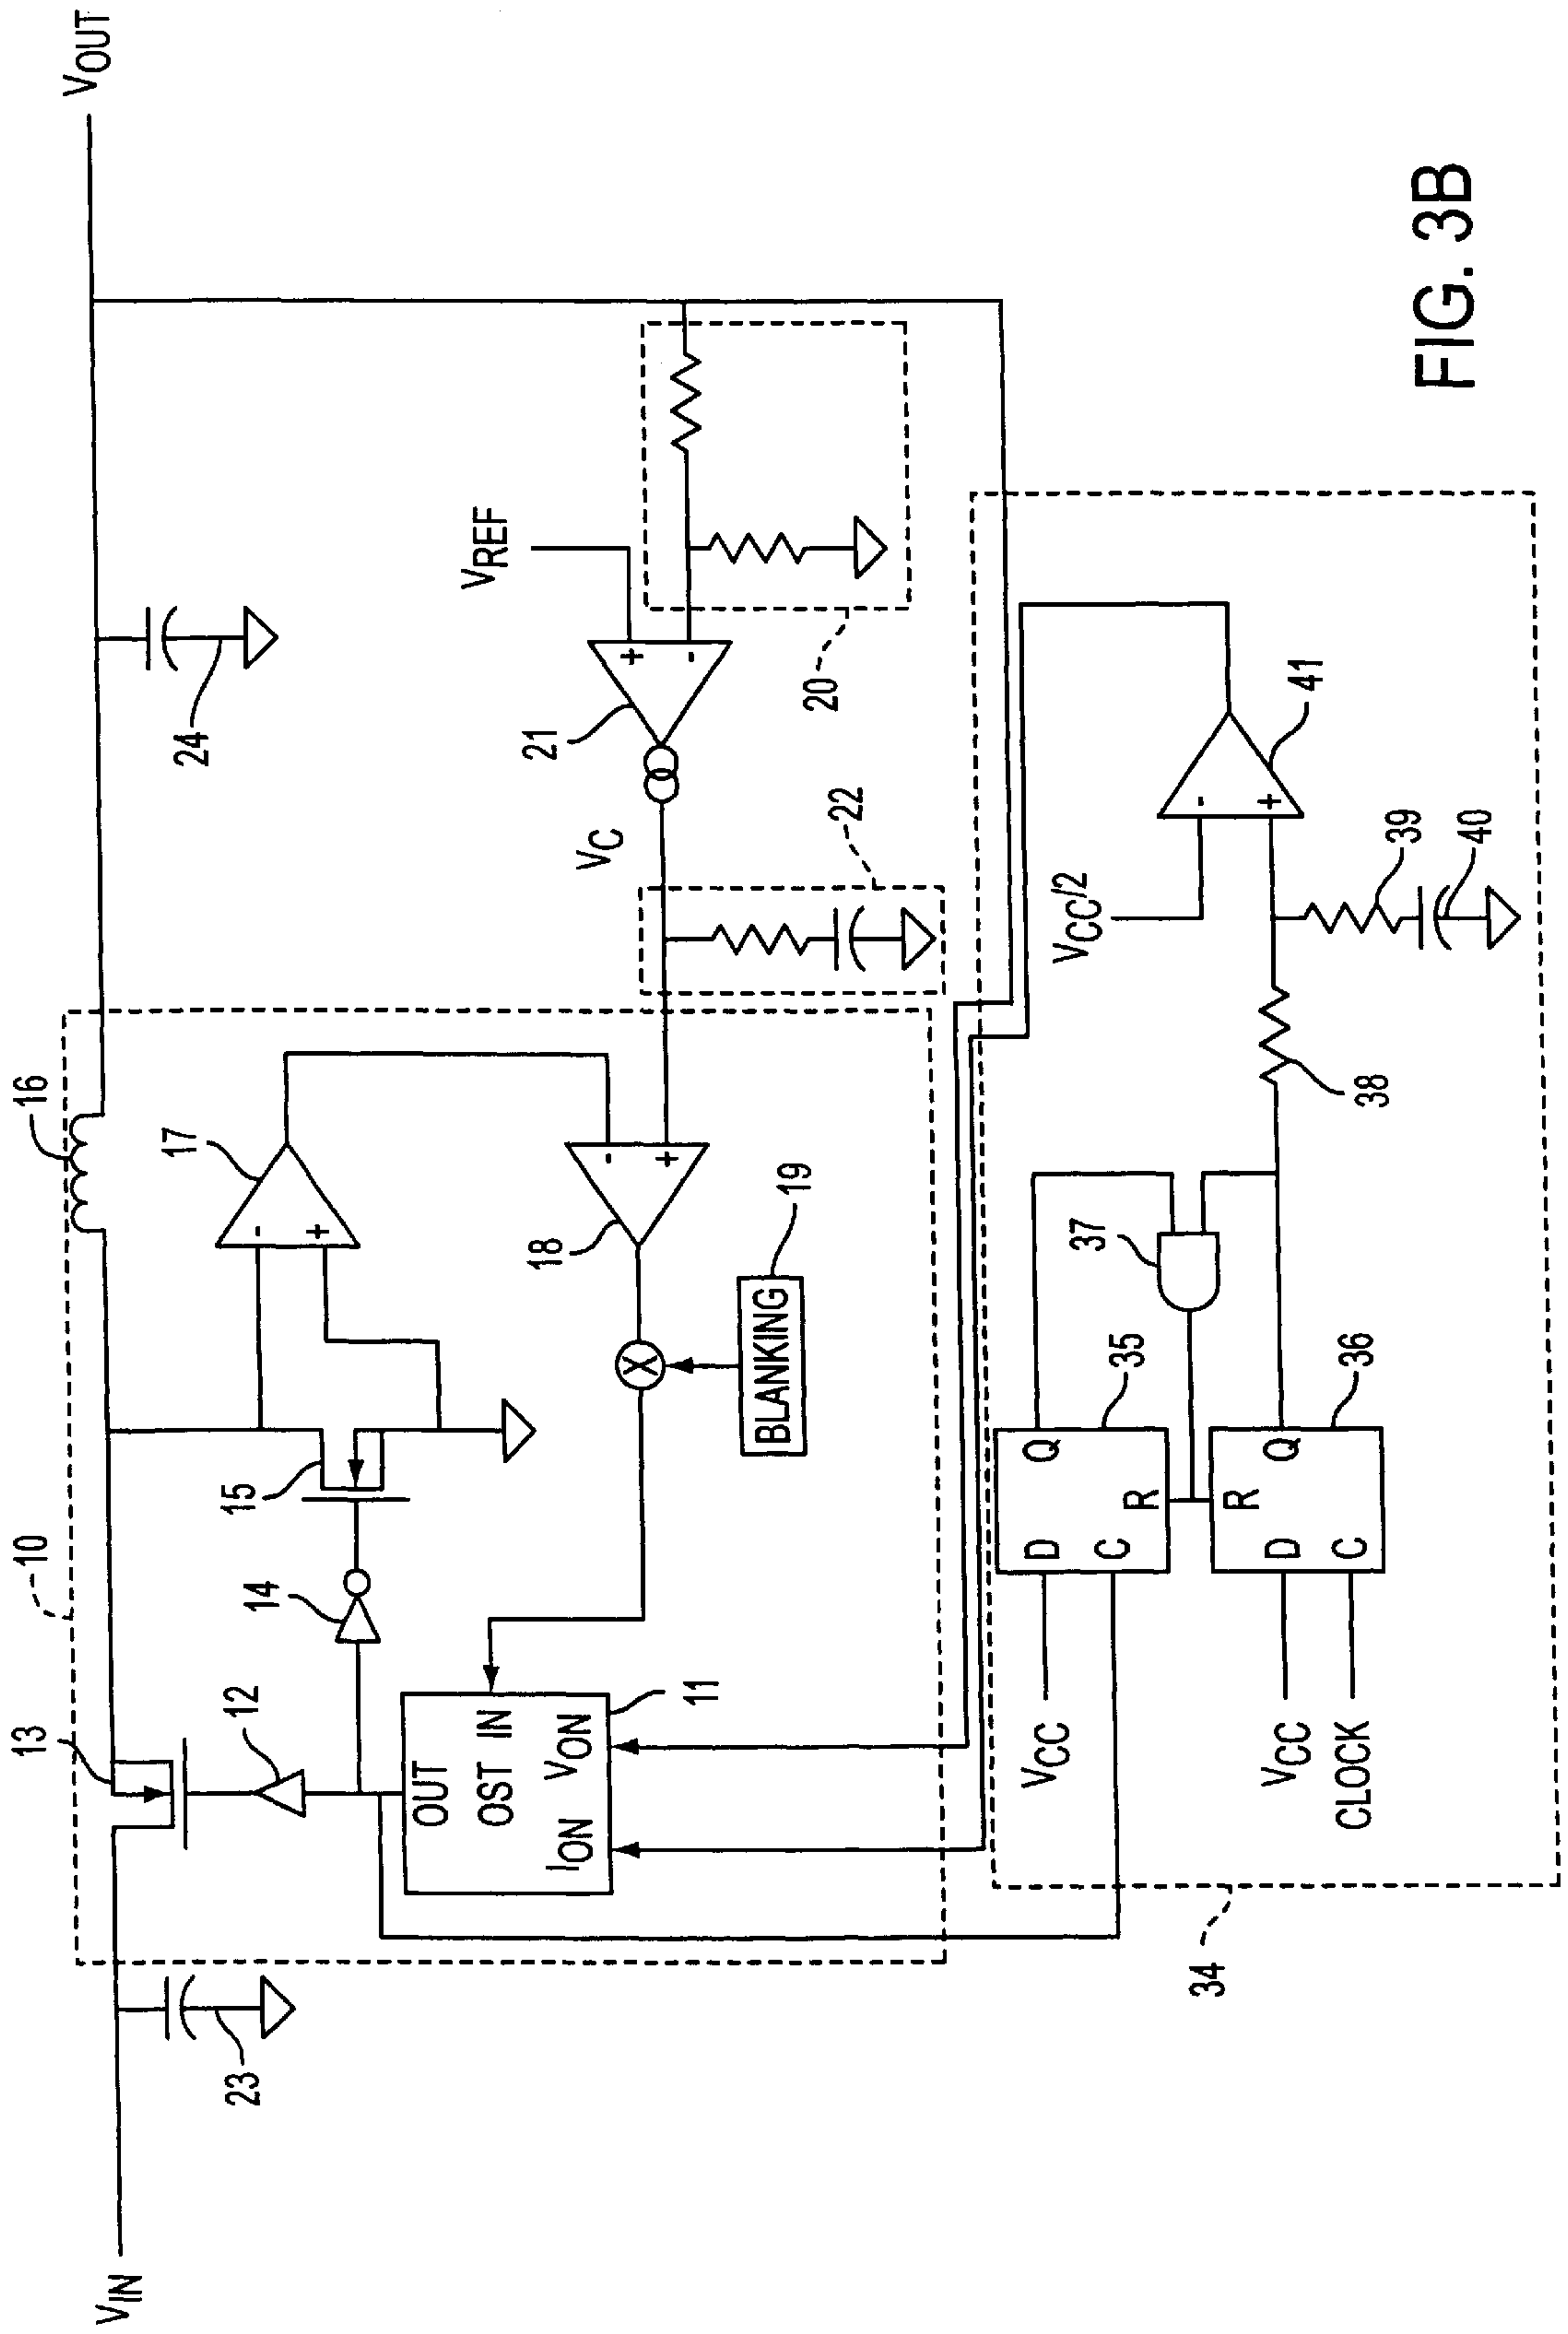 16
10
13
VIN
VOUT
12
14
15
17
-
+
24
23
OUT
OST IN
ION
VON
11
18
-
+
X
BLANKING
19
VC
22
21
+
-
VREF
20
34
VCC
D
Q
C
R
35
VCC
CLOCK
D
Q
C
R
36
37
38
VCC/2
-
+
39
40
41
FIG. 3B